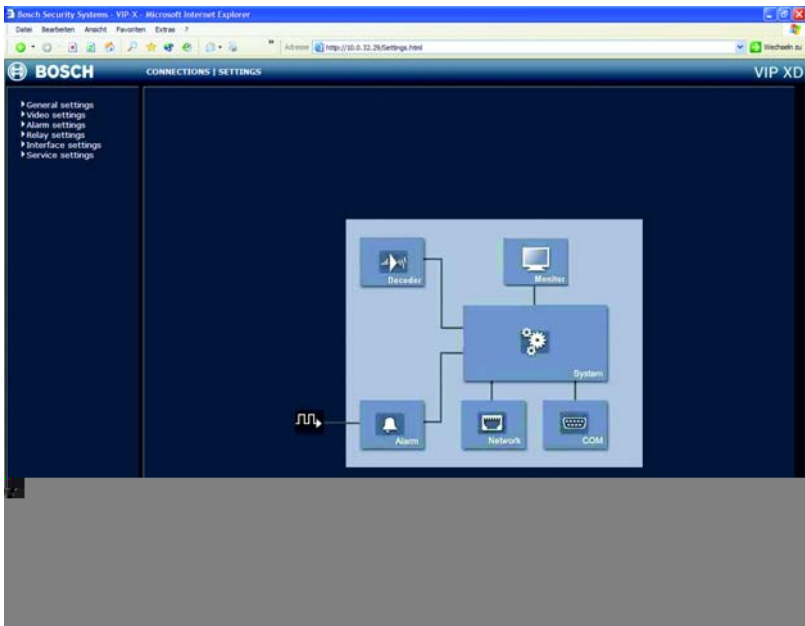 Bosch Security Systems - VIP-X - Microsoft Internet Explorer
Datei Bearbeiten Ansicht Favoriten Extras ?
Adresse http://10.0.32.29/Settings.html Wechseln zu
BOSCH CONNECTIONS | SETTINGS VIP XD
General settings
Video settings
Alarm settings
Relay settings
Interface settings
Service settings
Decoder
Monitor
System
Alarm
Network
COM